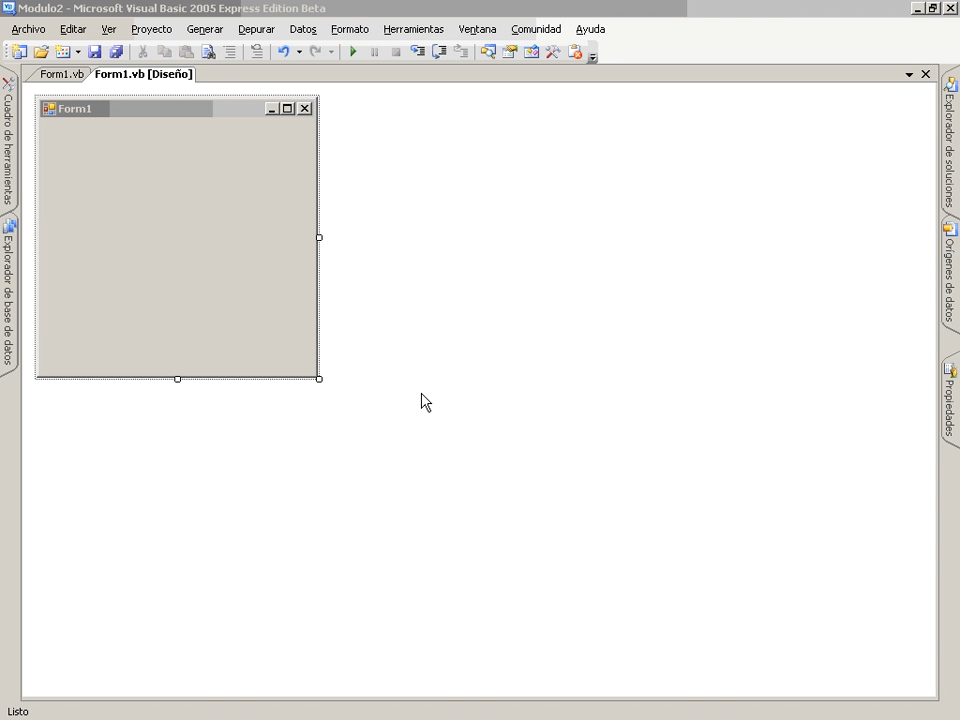 Modulo2 - Microsoft Visual Basic 2005 Express Edition Beta
Archivo Editar Ver Proyecto Generar Depurar Datos Formato Herramientas Ventana Comunidad Ayuda
Form1.vb Form1.vb [Diseño]
Form1
Cuadro de herramientas
Explorador de base de datos
Explorador de soluciones
Orígenes de datos
Propiedades
Listo